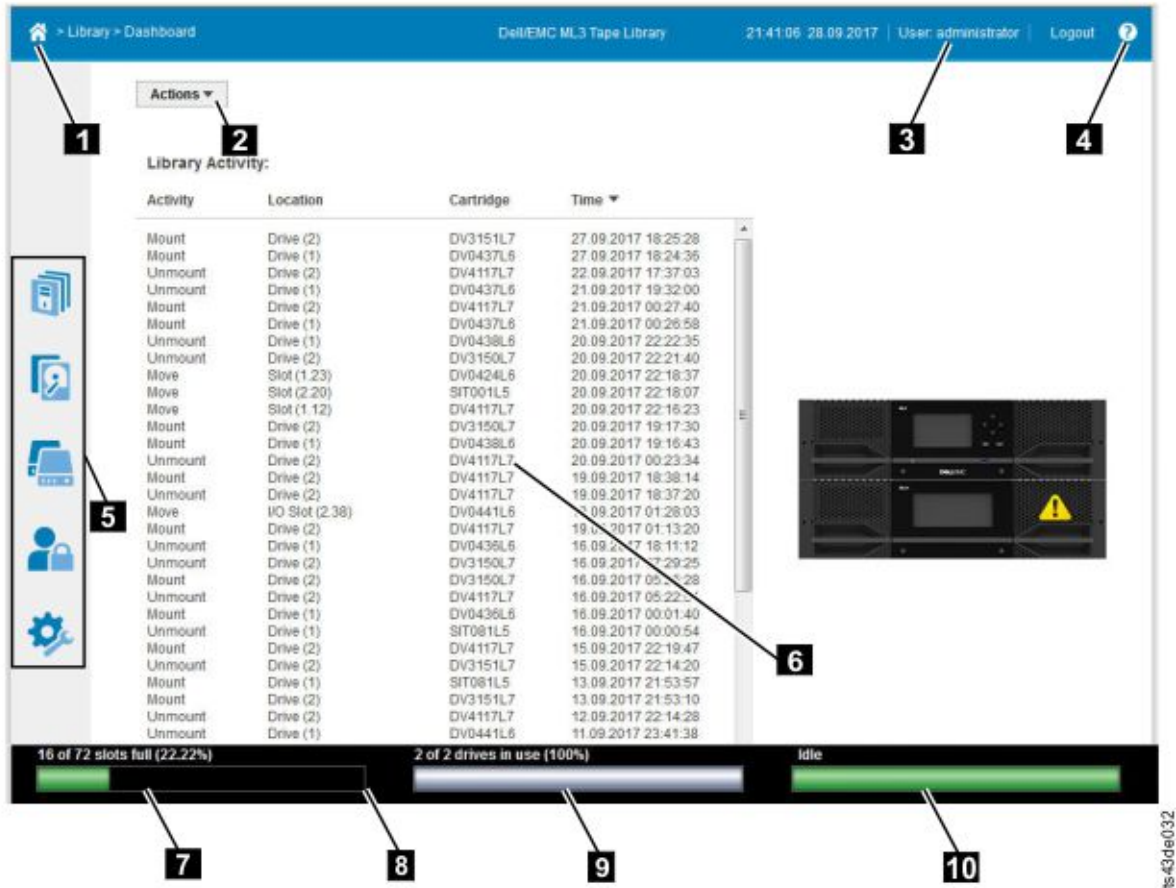 > Library > Dashboard Dell/EMC ML3 Tape Library 21:41:06 28.09.2017 | User: administrator | Logout ?
Actions
1 2 3 4
Library Activity:
Activity Location Cartridge Time
Mount Drive (2) DV3151L7 27.09.2017 18:25:28
Mount Drive (1) DV0437L6 27.09.2017 18:24:36
Unmount Drive (2) DV4117L7 22.09.2017 17:37:03
Unmount Drive (1) DV0437L6 21.09.2017 19:32:00
Mount Drive (2) DV4117L7 21.09.2017 00:27:40
Mount Drive (1) DV0437L6 21.09.2017 00:26:58
Unmount Drive (1) DV0438L6 20.09.2017 22:22:35
Unmount Drive (2) DV3150L7 20.09.2017 22:21:40
Move Slot (1.23) DV0424L6 20.09.2017 22:18:37
Move Slot (2.20) SIT001L5 20.09.2017 22:18:07
Move Slot (1.12) DV4117L7 20.09.2017 22:16:23
Mount Drive (2) DV3150L7 20.09.2017 19:17:30
Mount Drive (1) DV0438L6 20.09.2017 19:16:43
Unmount Drive (2) DV4117L7 20.09.2017 00:23:34
Mount Drive (2) DV4117L7 19.09.2017 18:38:14
Unmount Drive (2) DV4117L7 19.09.2017 18:37:20
5
Move I/O Slot (2.38) DV0441L6 01:28:03
Mount Drive (2) DV4117L7 01:13:20
Unmount Drive (1) DV0436L6 16.09.2017 18:11:12
Unmount Drive (2) DV3150L7 16.09.2017
Mount Drive (2) DV3150L7 16.09.2017
Unmount Drive (2) DV4117L7 16.09.2017
Mount Drive (1) DV0436L6 16.09.2017 00:01:40
Unmount Drive (1) SIT081L5 16.09.2017 00:00:54
Mount Drive (2) DV4117L7 15.09.2017 22:19:47
6
Unmount Drive (2) DV3151L7 15.09.2017 22:14:20
Mount Drive (1) SIT081L5 13.09.2017 21:53:57
Mount Drive (2) DV3151L7 13.09.2017 21:53:10
Unmount Drive (2) DV4117L7 12.09.2017 22:14:28
Unmount Drive (1) DV0441L6 11.09.2017 23:41:38
16 of 72 slots full (22.22%) 2 of 2 drives in use (100%) Idle
7 8 9 10
ts43de032